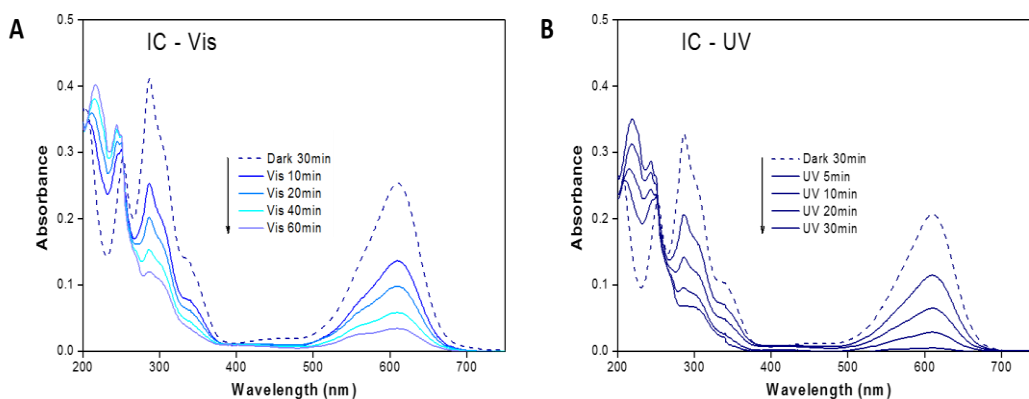 A
IC - Vis
0.5
0.4
0.3
0.2
0.1
0.0
Absorbance
Dark 30min
Vis 10min
Vis 20min
Vis 40min
Vis 60min
200 300 400 500 600 700
Wavelength (nm)
B
IC - UV
0.5
0.4
0.3
0.2
0.1
0.0
Absorbance
Dark 30min
UV 5min
UV 10min
UV 20min
UV 30min
200 300 400 500 600 700
Wavelength (nm)